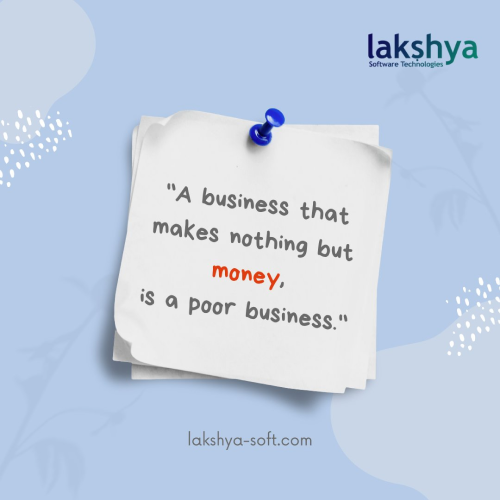 lakshya
Software Technologies
"A business that
makes nothing but
money,
is a poor business."
lakshya-soft.com